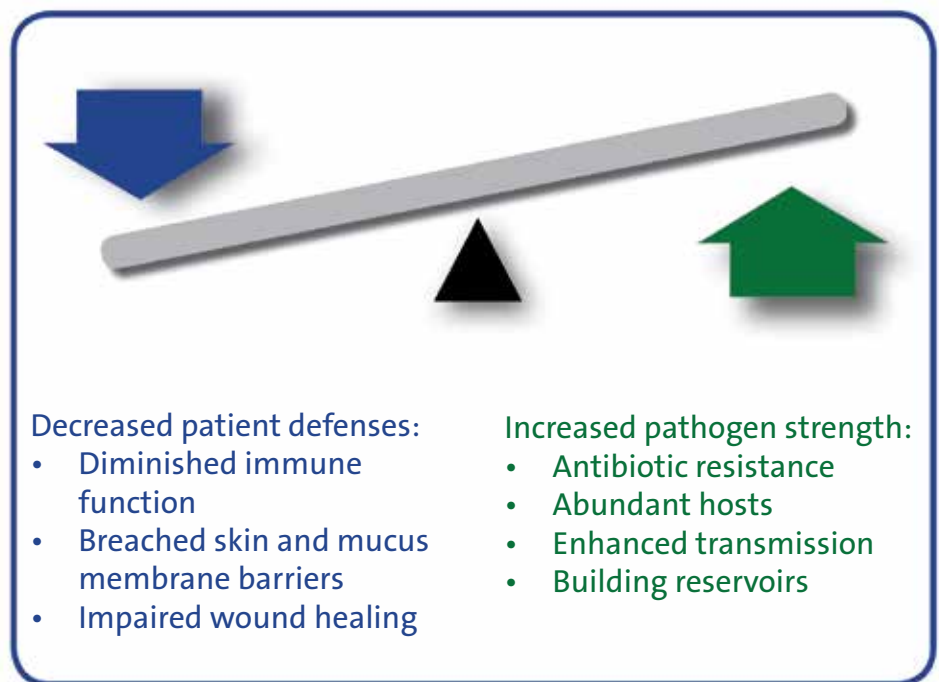 Decreased patient defenses:
• Diminished immune
function
• Breached skin and mucus
membrane barriers
• Impaired wound healing
Increased pathogen strength:
• Antibiotic resistance
• Abundant hosts
• Enhanced transmission
• Building reservoirs